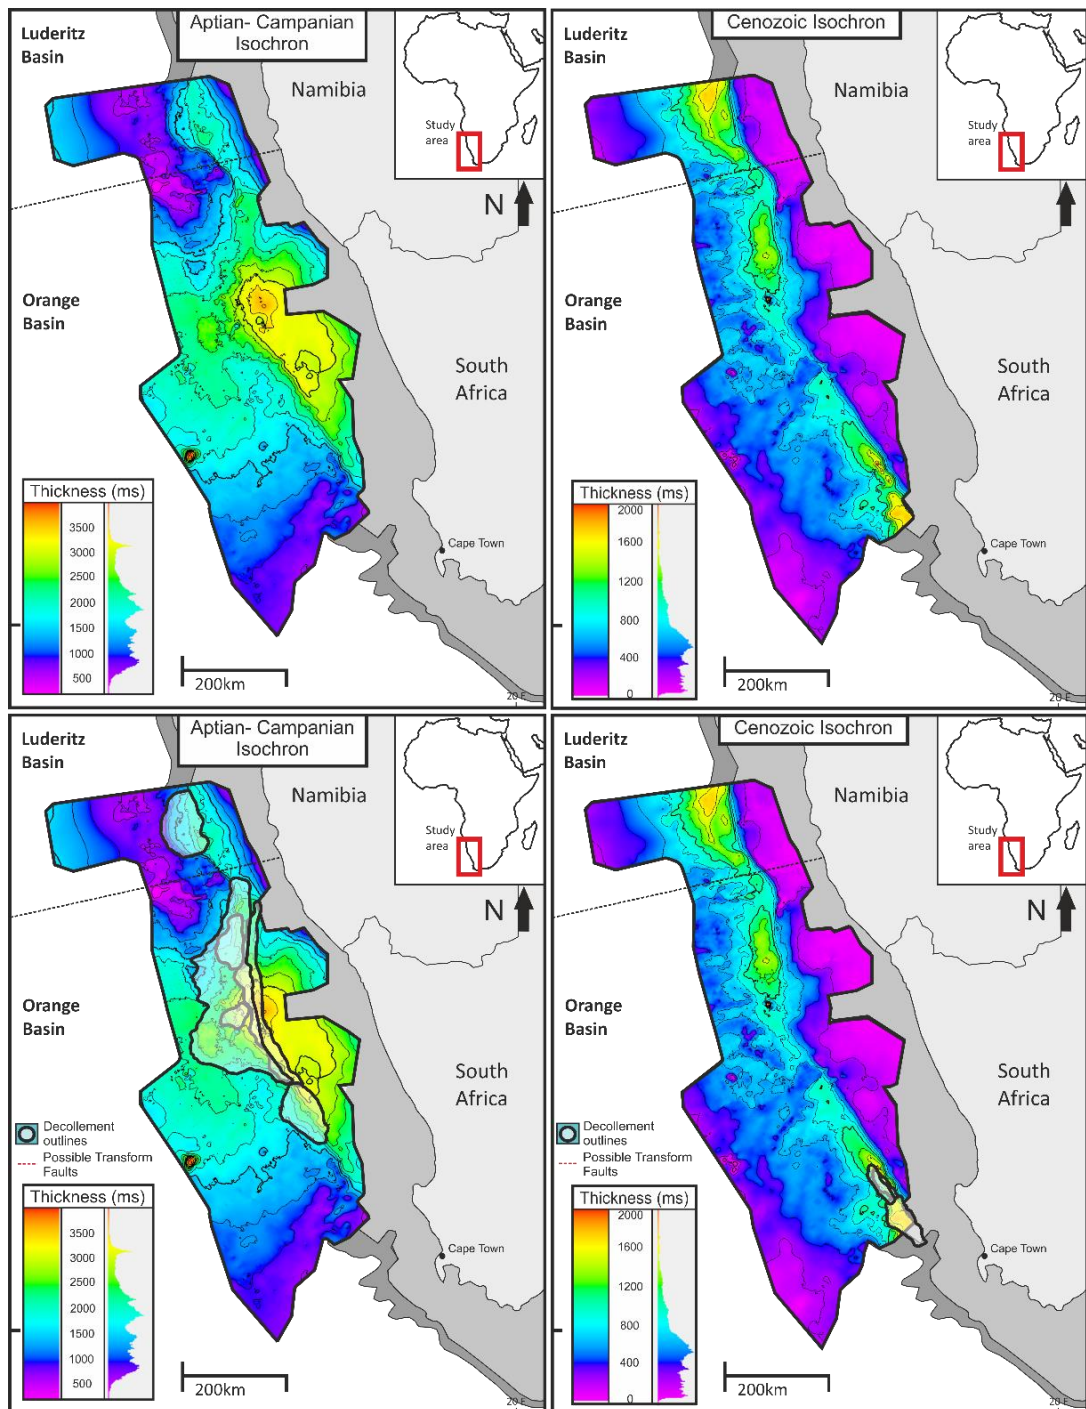 Luderitz
Basin
Aptian- Campanian
Isochron
Namibia
Study
area
N
Orange
Basin
South
Africa
Thickness (ms)
3500
3000
2500
2000
1500
1000
500
Cape Town
200km
20 E
Luderitz
Basin
Cenozoic Isochron
Namibia
Study
area
N
Orange
Basin
South
Africa
Thickness (ms)
2000
1600
1200
800
400
0
Cape Town
200km
20 E
Luderitz
Basin
Aptian- Campanian
Isochron
Namibia
Study
area
N
Orange
Basin
South
Africa
Decollement
outlines
Possible Transform
Faults
Thickness (ms)
3500
3000
2500
2000
1500
1000
500
Cape Town
200km
20 E
Luderitz
Basin
Cenozoic Isochron
Namibia
Study
area
N
Orange
Basin
South
Africa
Decollement
outlines
Possible Transform
Faults
Thickness (ms)
2000
1600
1200
800
400
0
Cape Town
200km
20 E